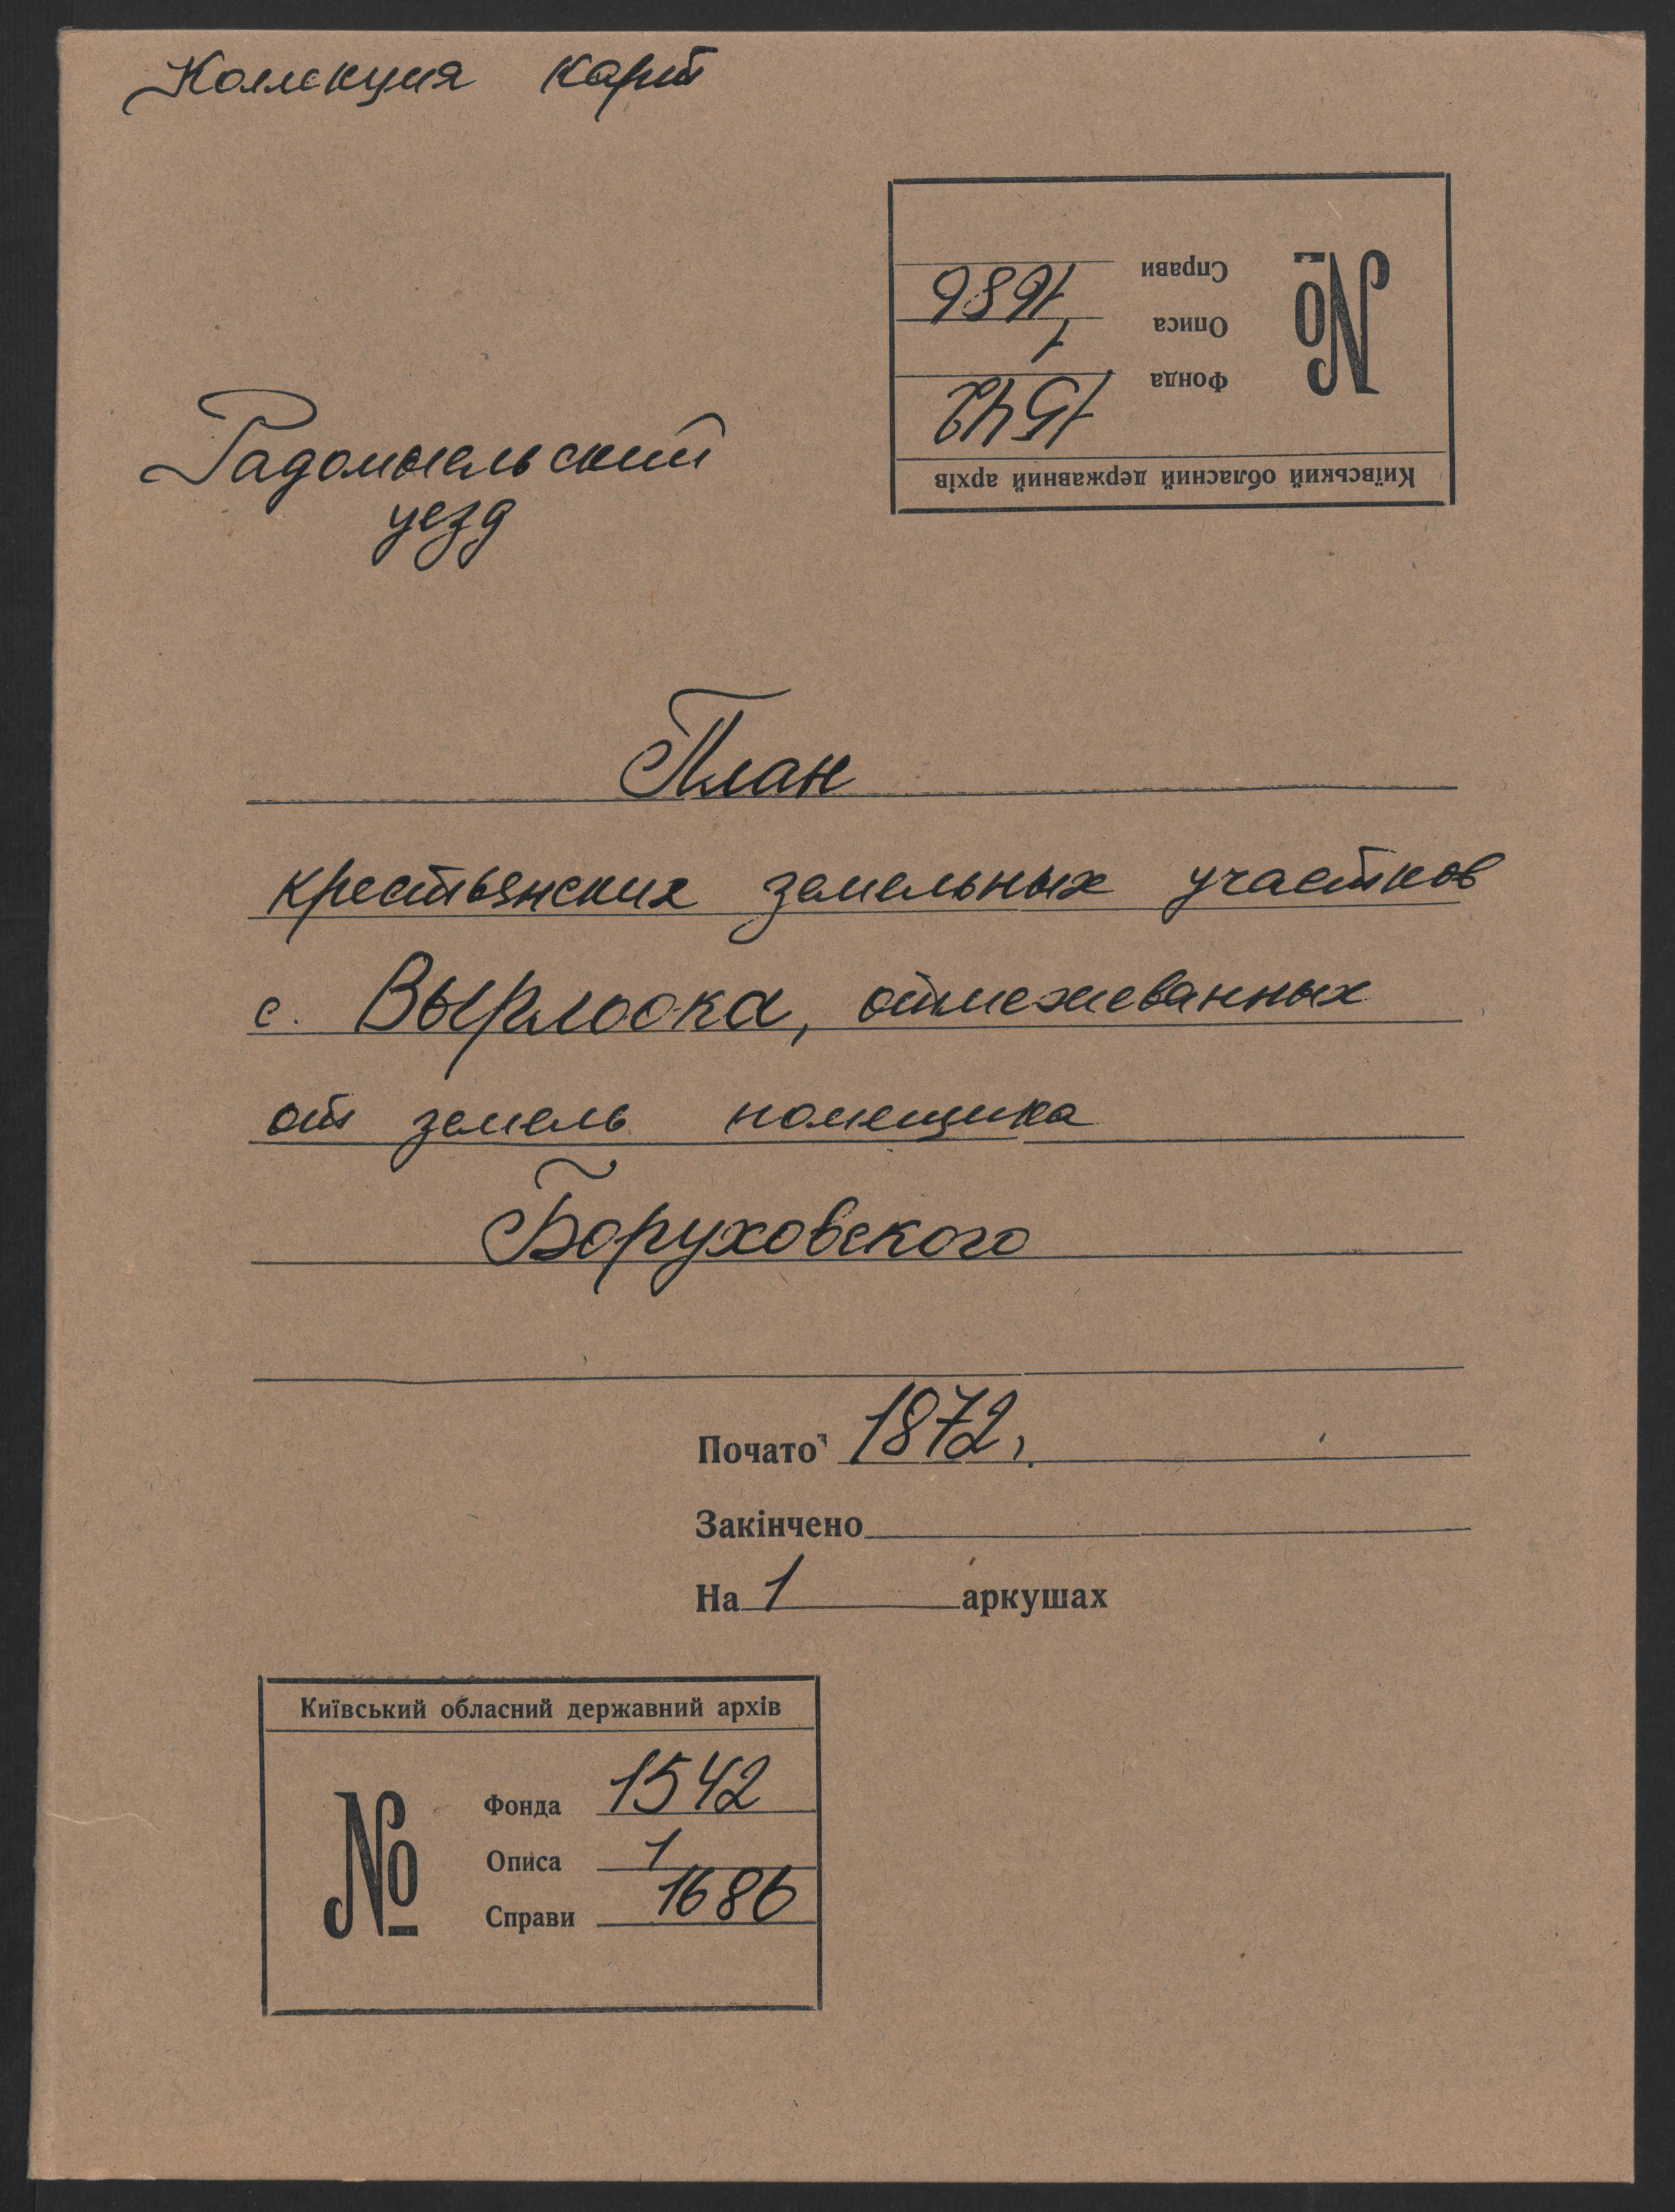 Коллекция карт
Справи 1686
Описа 1
Фонда 1542
№
Київський обласний державний архів
Радомысльский
уезд
План
крестьянских земельных участков
с. Вырлоока, отмежеванных
от земель помещика
Боруховского
Почато 1872 г.
Закінчено
На 1 аркушах
Київський обласний державний архів
№
Фонда 1542
Описа 1
Справи 1686